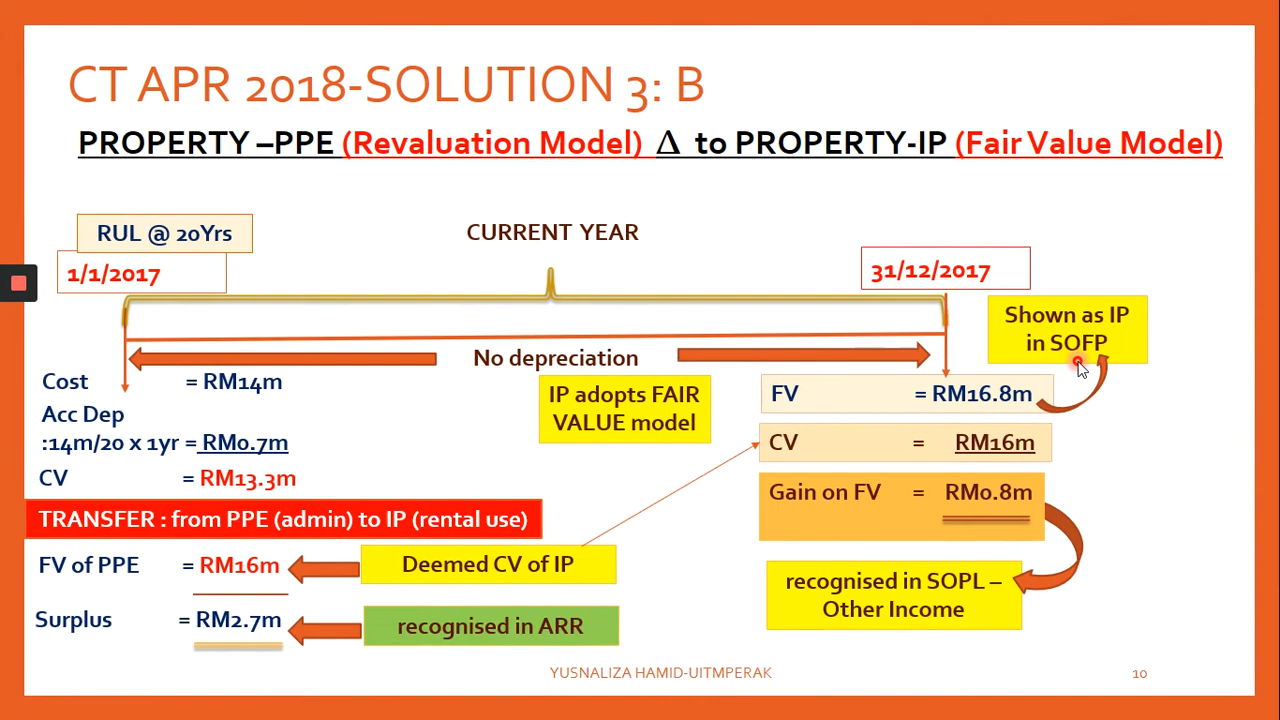 CT APR 2018-SOLUTION 3: B
PROPERTY –PPE (Revaluation Model) Δ to PROPERTY-IP (Fair Value Model)
RUL @ 20Yrs
CURRENT YEAR
1/1/2017
31/12/2017
Shown as IP
in SOFP
No depreciation
Cost = RM14m
Acc Dep
:14m/20 x 1yr = RM0.7m
CV = RM13.3m
IP adopts FAIR
VALUE model
FV = RM16.8m
CV = RM16m
Gain on FV = RM0.8m
TRANSFER : from PPE (admin) to IP (rental use)
FV of PPE = RM16m
Deemed CV of IP
recognised in SOPL –
Other Income
Surplus = RM2.7m
recognised in ARR
YUSNALIZA HAMID-UITMPERAK
10